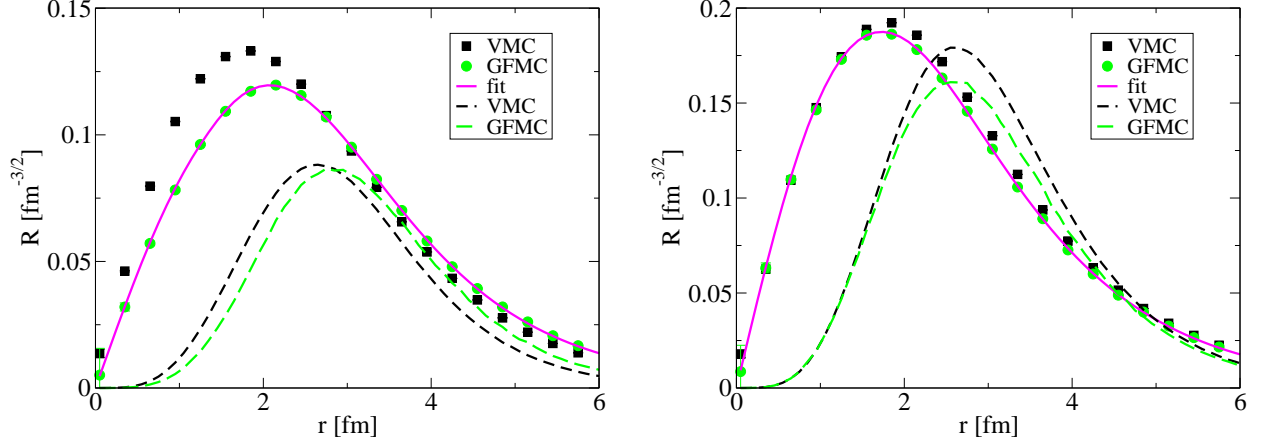 0.15
0.1
0.05
0
R [fm^-3/2]
0 2 4 6
r [fm]
VMC
GFMC
fit
VMC
GFMC
0.2
0.15
0.1
0.05
0
R [fm^-3/2]
0 2 4 6
r [fm]
VMC
GFMC
fit
VMC
GFMC